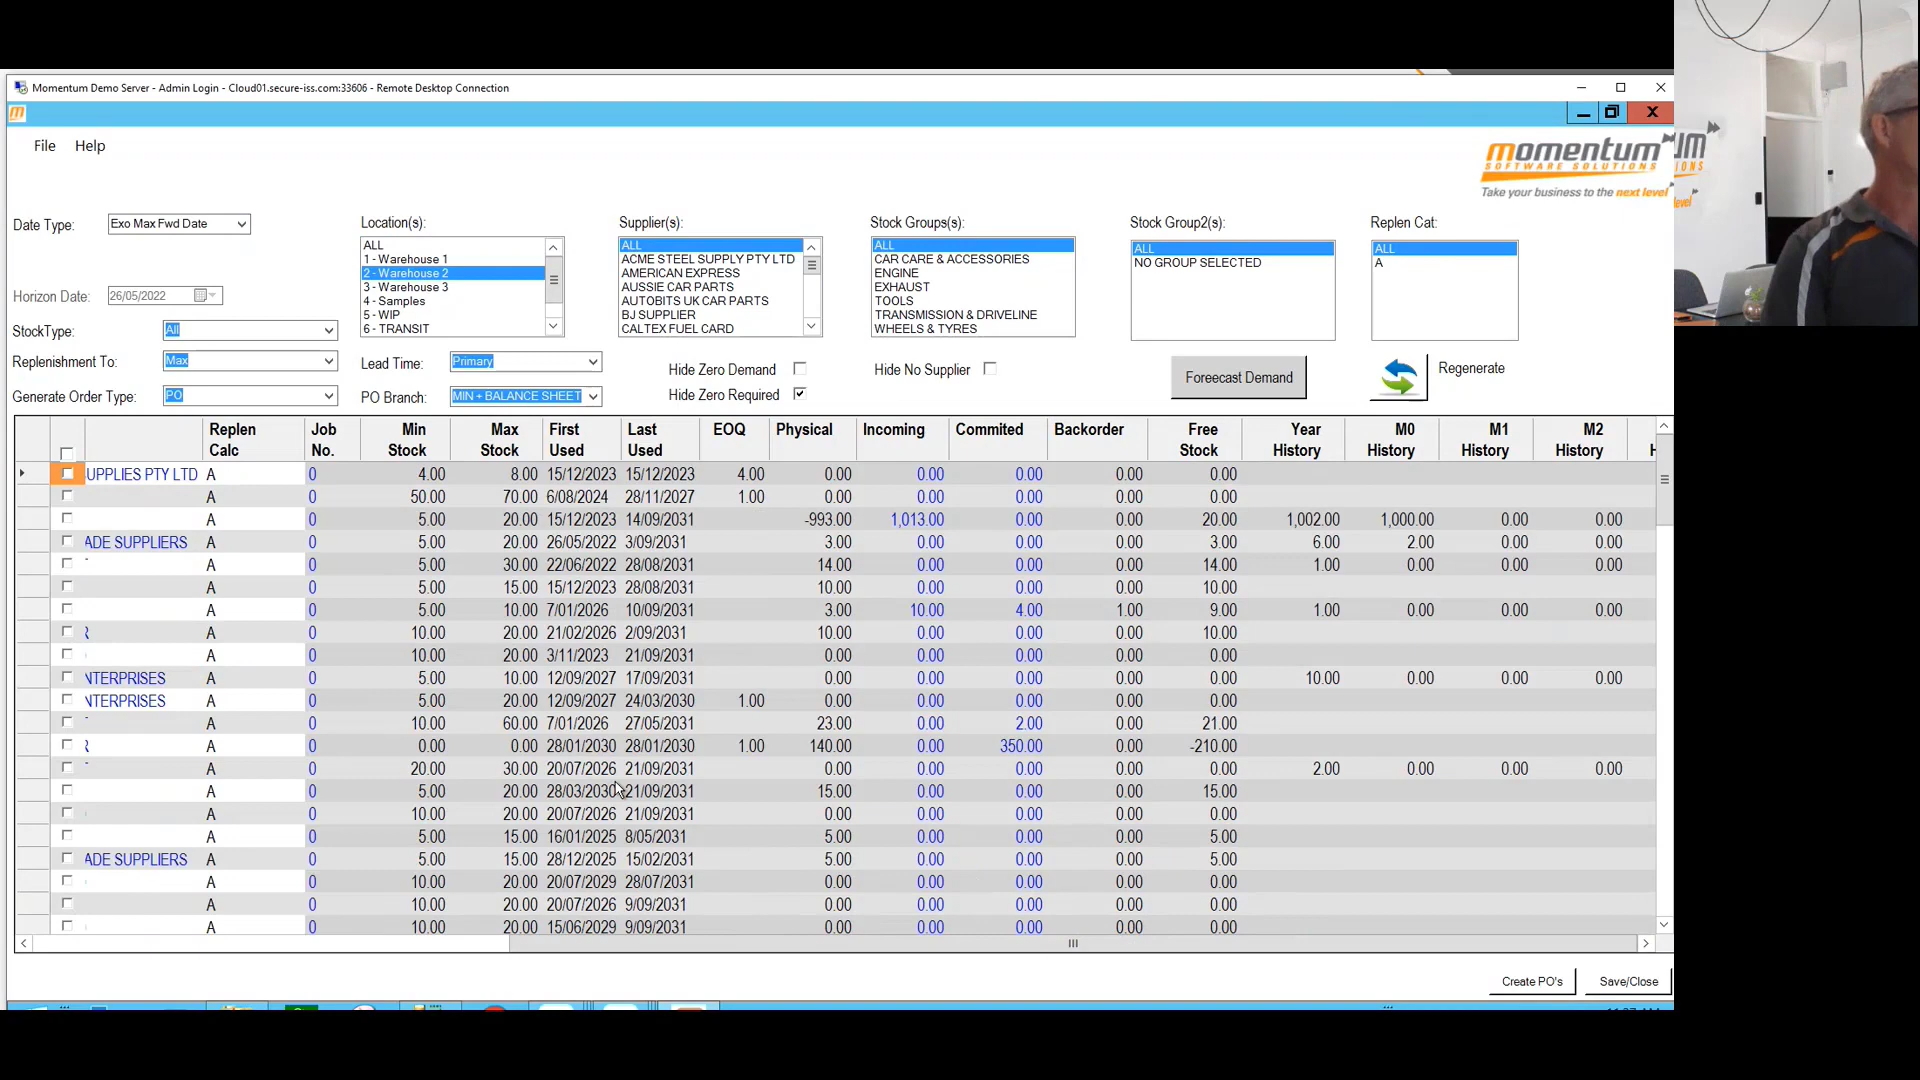 Momentum Demo Server - Admin Login - Cloud01.secure-iss.com:33606 - Remote Desktop Connection
File Help
momentum
SOFTWARE SOLUTIONS
Take your business to the next level
Date Type: Exo Max Fwd Date
Horizon Date: 26/05/2022
StockType: All
Replenishment To: Max
Generate Order Type: PO
Location(s):
ALL
1 - Warehouse 1
2 - Warehouse 2
3 - Warehouse 3
4 - Samples
5 - WIP
6 - TRANSIT
Lead Time: Primary
PO Branch: MIN + BALANCE SHEET
Supplier(s):
ALL
ACME STEEL SUPPLY PTY LTD
AMERICAN EXPRESS
AUSSIE CAR PARTS
AUTOBITS UK CAR PARTS
BJ SUPPLIER
CALTEX FUEL CARD
Hide Zero Demand
Hide Zero Required
Stock Groups(s):
ALL
CAR CARE & ACCESSORIES
ENGINE
EXHAUST
TOOLS
TRANSMISSION & DRIVELINE
WHEELS & TYRES
Hide No Supplier
Stock Group2(s):
ALL
NO GROUP SELECTED
Foreecast Demand
Replen Cat:
ALL
A
Regenerate
Replen Calc Job No. Min Stock Max Stock First Used Last Used EOQ Physical Incoming Commited Backorder Free Stock Year History M0 History M1 History M2 History
UPPLIES PTY LTD A 0 4.00 8.00 15/12/2023 15/12/2023 4.00 0.00 0.00 0.00 0.00 0.00
A 0 50.00 70.00 6/08/2024 28/11/2027 1.00 0.00 0.00 0.00 0.00 0.00
A 0 5.00 20.00 15/12/2023 14/09/2031 -993.00 1,013.00 0.00 0.00 20.00 1,002.00 1,000.00 0.00 0.00
ADE SUPPLIERS A 0 5.00 20.00 26/05/2022 3/09/2031 3.00 0.00 0.00 0.00 3.00 6.00 2.00 0.00 0.00
A 0 5.00 30.00 22/06/2022 28/08/2031 14.00 0.00 0.00 0.00 14.00 1.00 0.00 0.00 0.00
A 0 5.00 15.00 15/12/2023 28/08/2031 10.00 0.00 0.00 0.00 10.00
A 0 5.00 10.00 7/01/2026 10/09/2031 3.00 10.00 4.00 1.00 9.00 1.00 0.00 0.00 0.00
R A 0 10.00 20.00 21/02/2026 2/09/2031 10.00 0.00 0.00 0.00 10.00
A 0 10.00 20.00 3/11/2023 21/09/2031 0.00 0.00 0.00 0.00 0.00
NTERPRISES A 0 5.00 10.00 12/09/2027 17/09/2031 0.00 0.00 0.00 0.00 0.00 10.00 0.00 0.00 0.00
NTERPRISES A 0 5.00 20.00 12/09/2027 24/03/2030 1.00 0.00 0.00 0.00 0.00 0.00
A 0 10.00 60.00 7/01/2026 27/05/2031 23.00 0.00 2.00 0.00 21.00
R A 0 0.00 0.00 28/01/2030 28/01/2030 1.00 140.00 0.00 350.00 0.00 -210.00
A 0 20.00 30.00 20/07/2026 21/09/2031 0.00 0.00 0.00 0.00 0.00 2.00 0.00 0.00 0.00
A 0 5.00 20.00 28/03/2030 21/09/2031 15.00 0.00 0.00 0.00 15.00
A 0 10.00 20.00 20/07/2026 21/09/2031 0.00 0.00 0.00 0.00 0.00
A 0 5.00 15.00 16/01/2025 8/05/2031 5.00 0.00 0.00 0.00 5.00
ADE SUPPLIERS A 0 5.00 15.00 28/12/2025 15/02/2031 5.00 0.00 0.00 0.00 5.00
A 0 10.00 20.00 20/07/2029 28/07/2031 0.00 0.00 0.00 0.00 0.00
A 0 10.00 20.00 20/07/2026 9/09/2031 0.00 0.00 0.00 0.00 0.00
A 0 10.00 20.00 15/06/2029 9/09/2031 0.00 0.00 0.00 0.00 0.00
Create PO's Save/Close